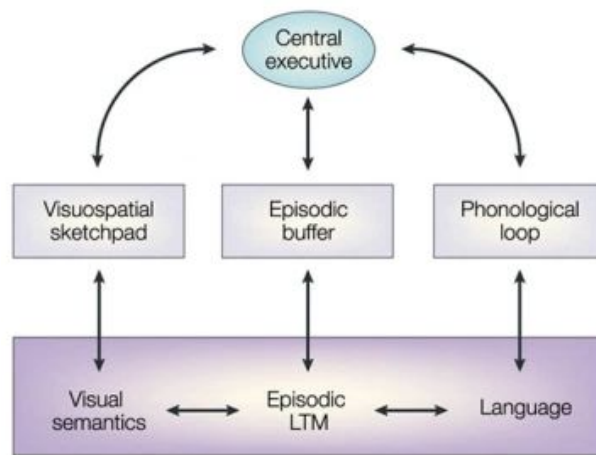 Central
executive
Visuospatial
sketchpad
Episodic
buffer
Phonological
loop
Visual
semantics
Episodic
LTM
Language